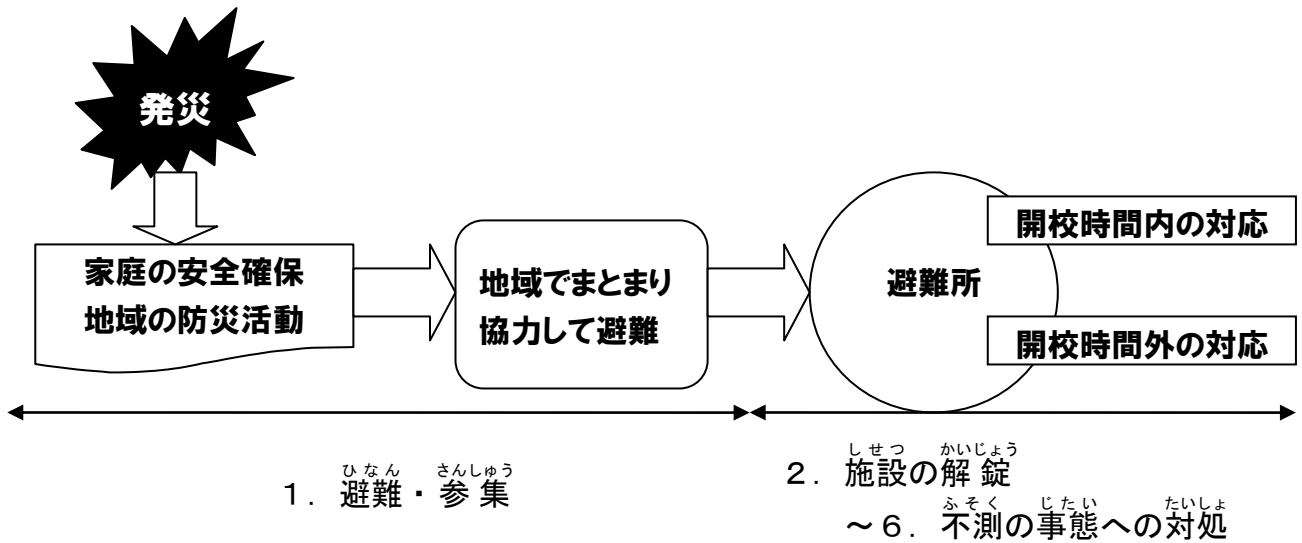 発災
家庭の安全確保
地域の防災活動
地域でまとまり
協力して避難
避難所
開校時間内の対応
開校時間外の対応
ひなん さんしゅう
1．避難・参集
しせつ かいじょう
2．施設の解錠
ふそく じたい たいしょ
～6．不測の事態への対処